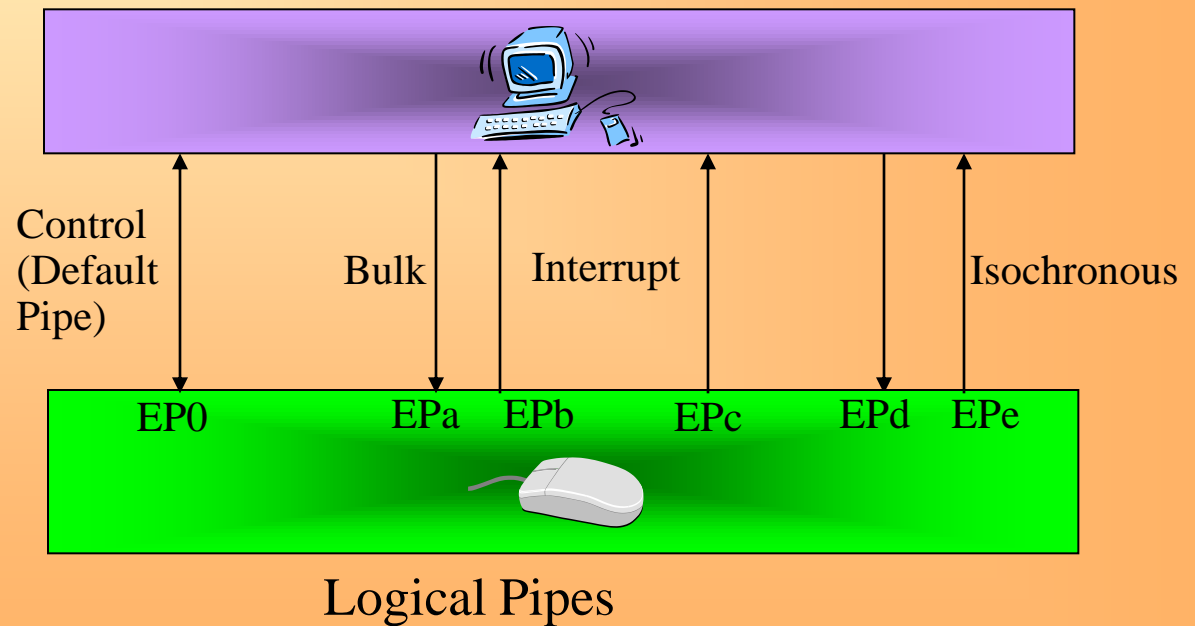 Control
(Default
Pipe)
Bulk
Interrupt
Isochronous
EP0
EPa
EPb
EPc
EPd
EPe
Logical Pipes